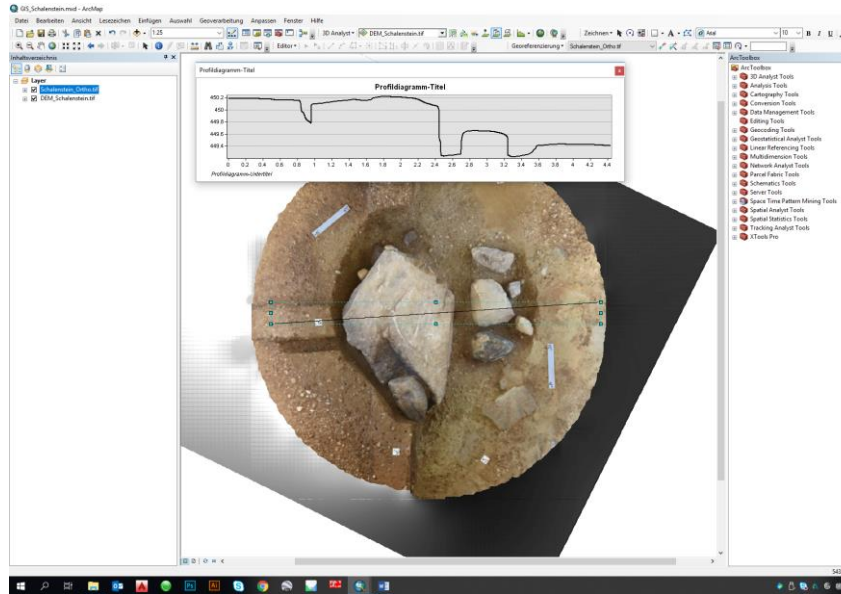 GIS_Schalenstein.mxd - ArcMap
Datei Bearbeiten Ansicht Lesezeichen Einfügen Auswahl Geoverarbeitung Anpassen Fenster Hilfe
1:25
3D Analyst
DEM_Schalenstein.tif
Zeichnen
Arial
10
B I U
Editor
Georeferenzierung
Schalenstein_Ortho.tif
Inhaltsverzeichnis
Layer
Schalenstein_Ortho.tif
DEM_Schalenstein.tif
Profildiagramm-Titel
Profildiagramm-Titel
450.2
450
449.8
449.6
449.4
0 0.2 0.4 0.6 0.8 1 1.2 1.4 1.6 1.8 2 2.2 2.4 2.6 2.8 3 3.2 3.4 3.6 3.8 4 4.2 4.4
Profildiagramm-Untertitel
ArcToolbox
ArcToolbox
3D Analyst Tools
Analysis Tools
Cartography Tools
Conversion Tools
Data Management Tools
Editing Tools
Geocoding Tools
Geostatistical Analyst Tools
Linear Referencing Tools
Multidimension Tools
Network Analyst Tools
Parcel Fabric Tools
Schematics Tools
Server Tools
Space Time Pattern Mining Tools
Spatial Analyst Tools
Spatial Statistics Tools
Tracking Analyst Tools
XTools Pro
543
Ps
Ai